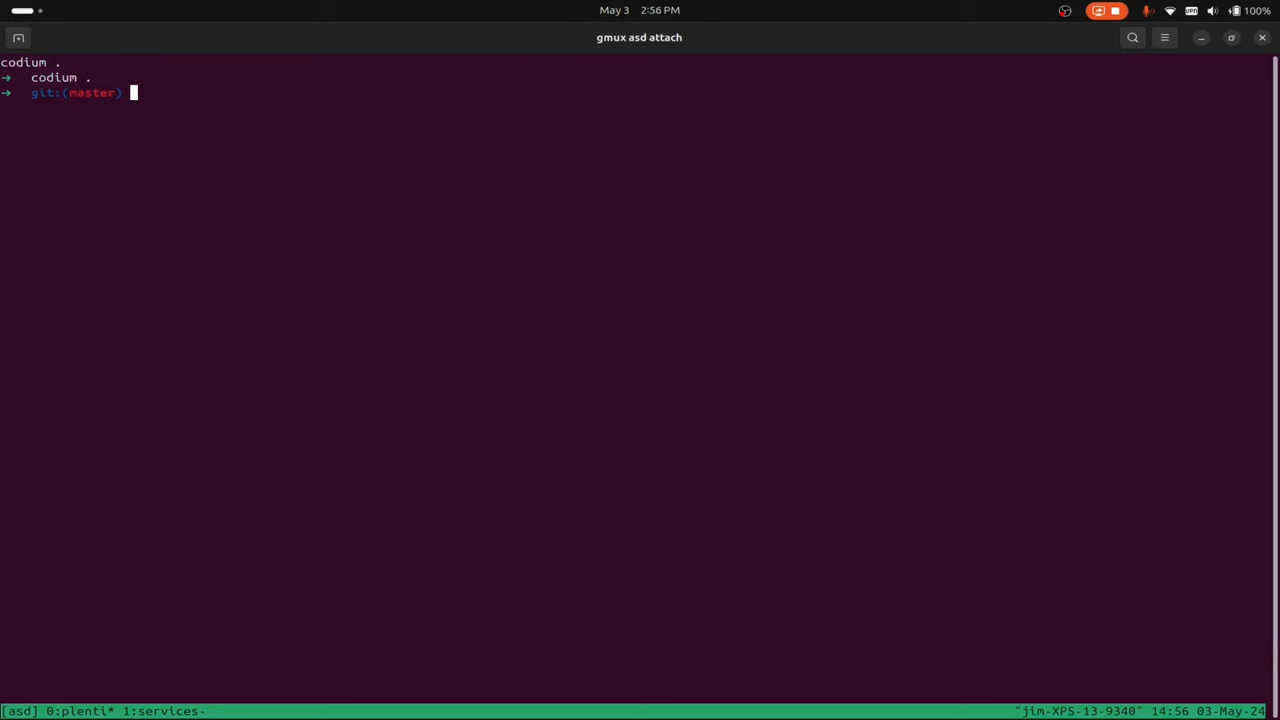 May 3 2:56 PM
100%
gmux asd attach
codium .
→ codium .
→ git:(master)
[asd] 0:plenti* 1:services-
"jim-XPS-13-9340" 14:56 03-May-24